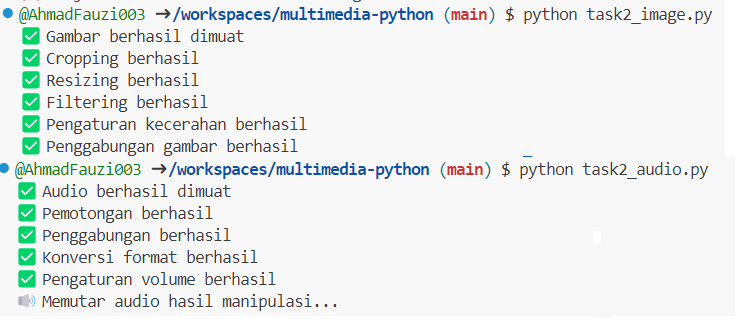 @AhmadFauzi003 ➜/workspaces/multimedia-python (main) $ python task2_image.py
✅ Gambar berhasil dimuat
✅ Cropping berhasil
✅ Resizing berhasil
✅ Filtering berhasil
✅ Pengaturan kecerahan berhasil
✅ Penggabungan gambar berhasil
@AhmadFauzi003 ➜/workspaces/multimedia-python (main) $ python task2_audio.py
✅ Audio berhasil dimuat
✅ Pemotongan berhasil
✅ Penggabungan berhasil
✅ Konversi format berhasil
✅ Pengaturan volume berhasil
🔊 Memutar audio hasil manipulasi...